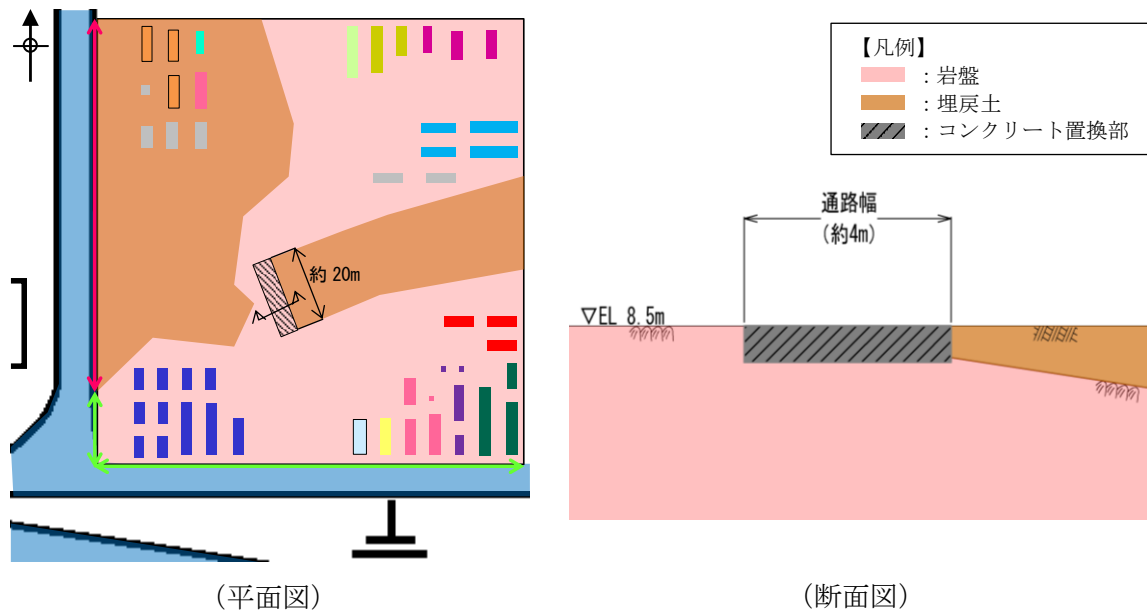 約 20m
(平面図)
【凡例】
：岩盤
：埋戻土
：コンクリート置換部
通路幅
(約4m)
▽EL 8.5m
(断面図)